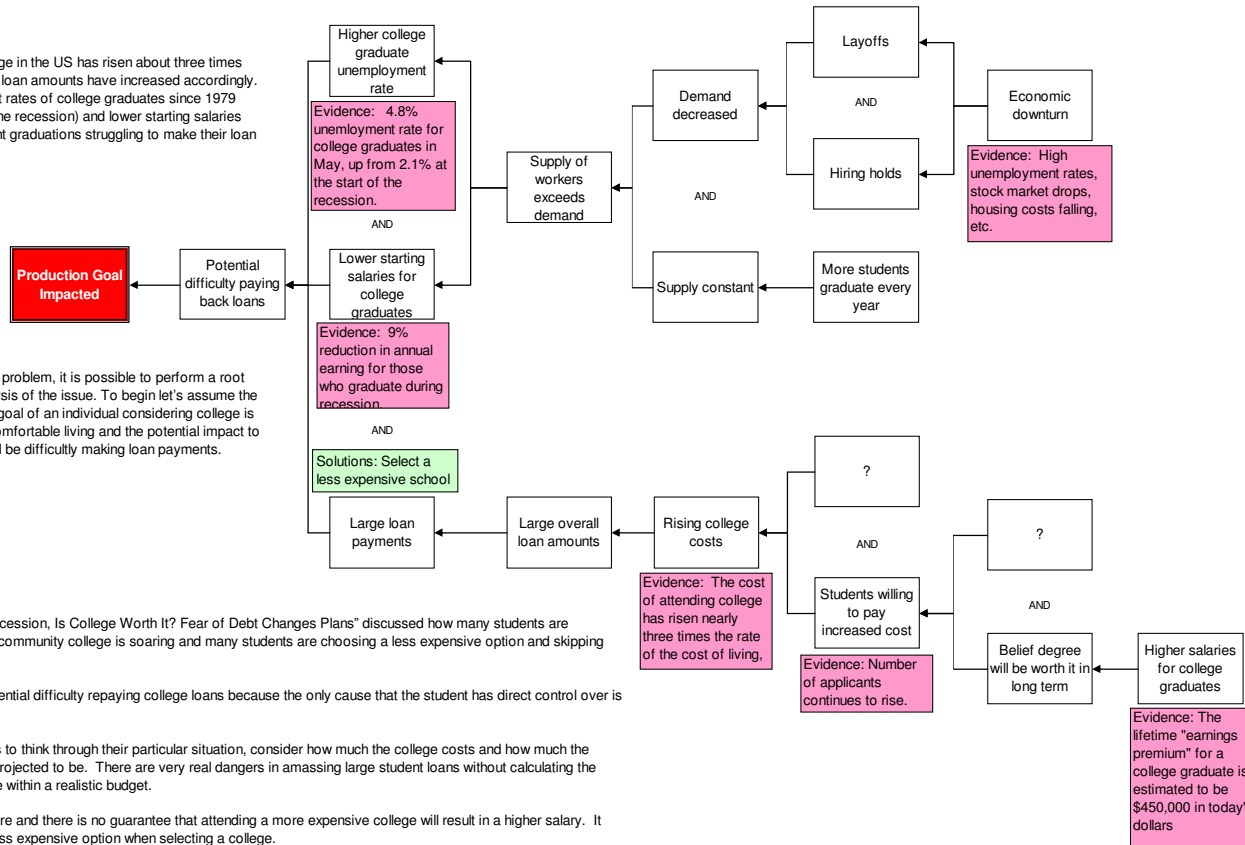 ge in the US has risen about three times
loan amounts have increased accordingly.
t rates of college graduates since 1979
ne recession) and lower starting salaries
nt graduations struggling to make their loan
Higher college
graduate
unemployment
rate
Evidence:   4.8%
unemloyment rate for
college graduates in
May, up from 2.1% at
the start of the
recession.
AND
Lower starting
salaries for
college
graduates
Evidence:  9%
reduction in annual
earning for those
who graduate during
recession.
AND
Solutions: Select a
less expensive school
Large loan
payments
Production Goal
Impacted
Potential
difficulty paying
back loans
Supply of
workers
exceeds
demand
Demand
decreased
AND
Supply constant
Layoffs
AND
Hiring holds
More students
graduate every
year
Economic
downturn
Evidence:  High
unemployment rates,
stock market drops,
housing costs falling,
etc.
problem, it is possible to perform a root
sis of the issue. To begin let's assume the
goal of an individual considering college is
omfortable living and the potential impact to
l be difficultly making loan payments.
Large overall
loan amounts
Rising college
costs
Evidence:  The cost
of attending college
has risen nearly
three times the rate
of the cost of living,
?
AND
Students willing
to pay
increased cost
Evidence: Number
of applicants
continues to rise.
?
AND
Belief degree
will be worth it in
long term
Higher salaries
for college
graduates
Evidence: The
lifetime "earnings
premium" for a
college graduate is
estimated to be
$450,000 in today'
dollars
cession, Is College Worth It? Fear of Debt Changes Plans" discussed how many students are
community college is soaring and many students are choosing a less expensive option and skipping
ential difficulty repaying college loans because the only cause that the student has direct control over is
s to think through their particular situation, consider how much the college costs and how much the
rojected to be.  There are very real dangers in amassing large student loans without calculating the
e within a realistic budget.
re and there is no guarantee that attending a more expensive college will result in a higher salary.  It
ss expensive option when selecting a college.